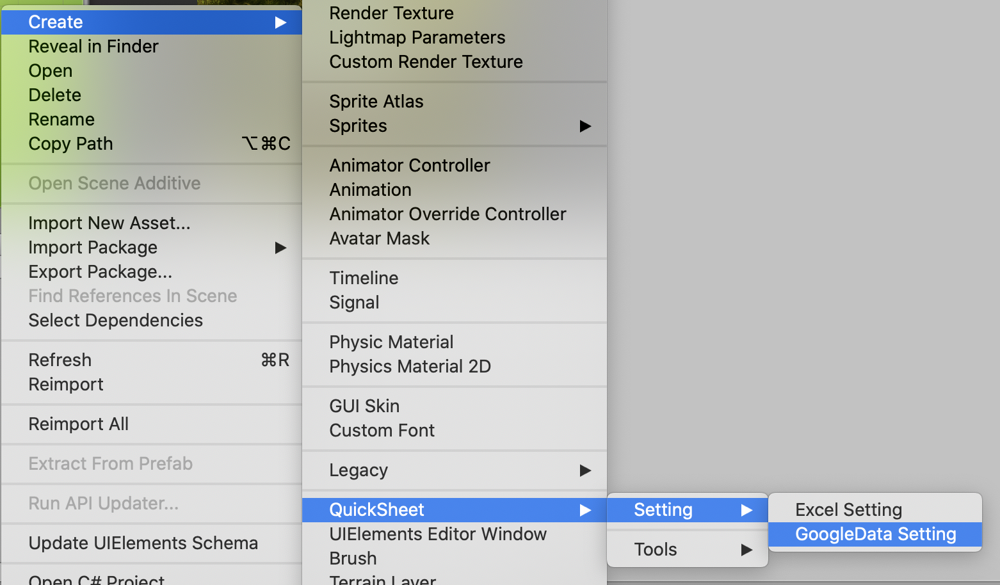 Create
Reveal in Finder
Open
Delete
Rename
Copy Path ⌥⌘C
Open Scene Additive
Import New Asset...
Import Package
Export Package...
Find References In Scene
Select Dependencies
Refresh ⌘R
Reimport
Reimport All
Extract From Prefab
Run API Updater...
Update UIElements Schema
Open C# Project
Render Texture
Lightmap Parameters
Custom Render Texture
Sprite Atlas
Sprites
Animator Controller
Animation
Animator Override Controller
Avatar Mask
Timeline
Signal
Physic Material
Physics Material 2D
GUI Skin
Custom Font
Legacy
QuickSheet
UIElements Editor Window
Brush
Terrain Layer
Setting
Tools
Excel Setting
GoogleData Setting